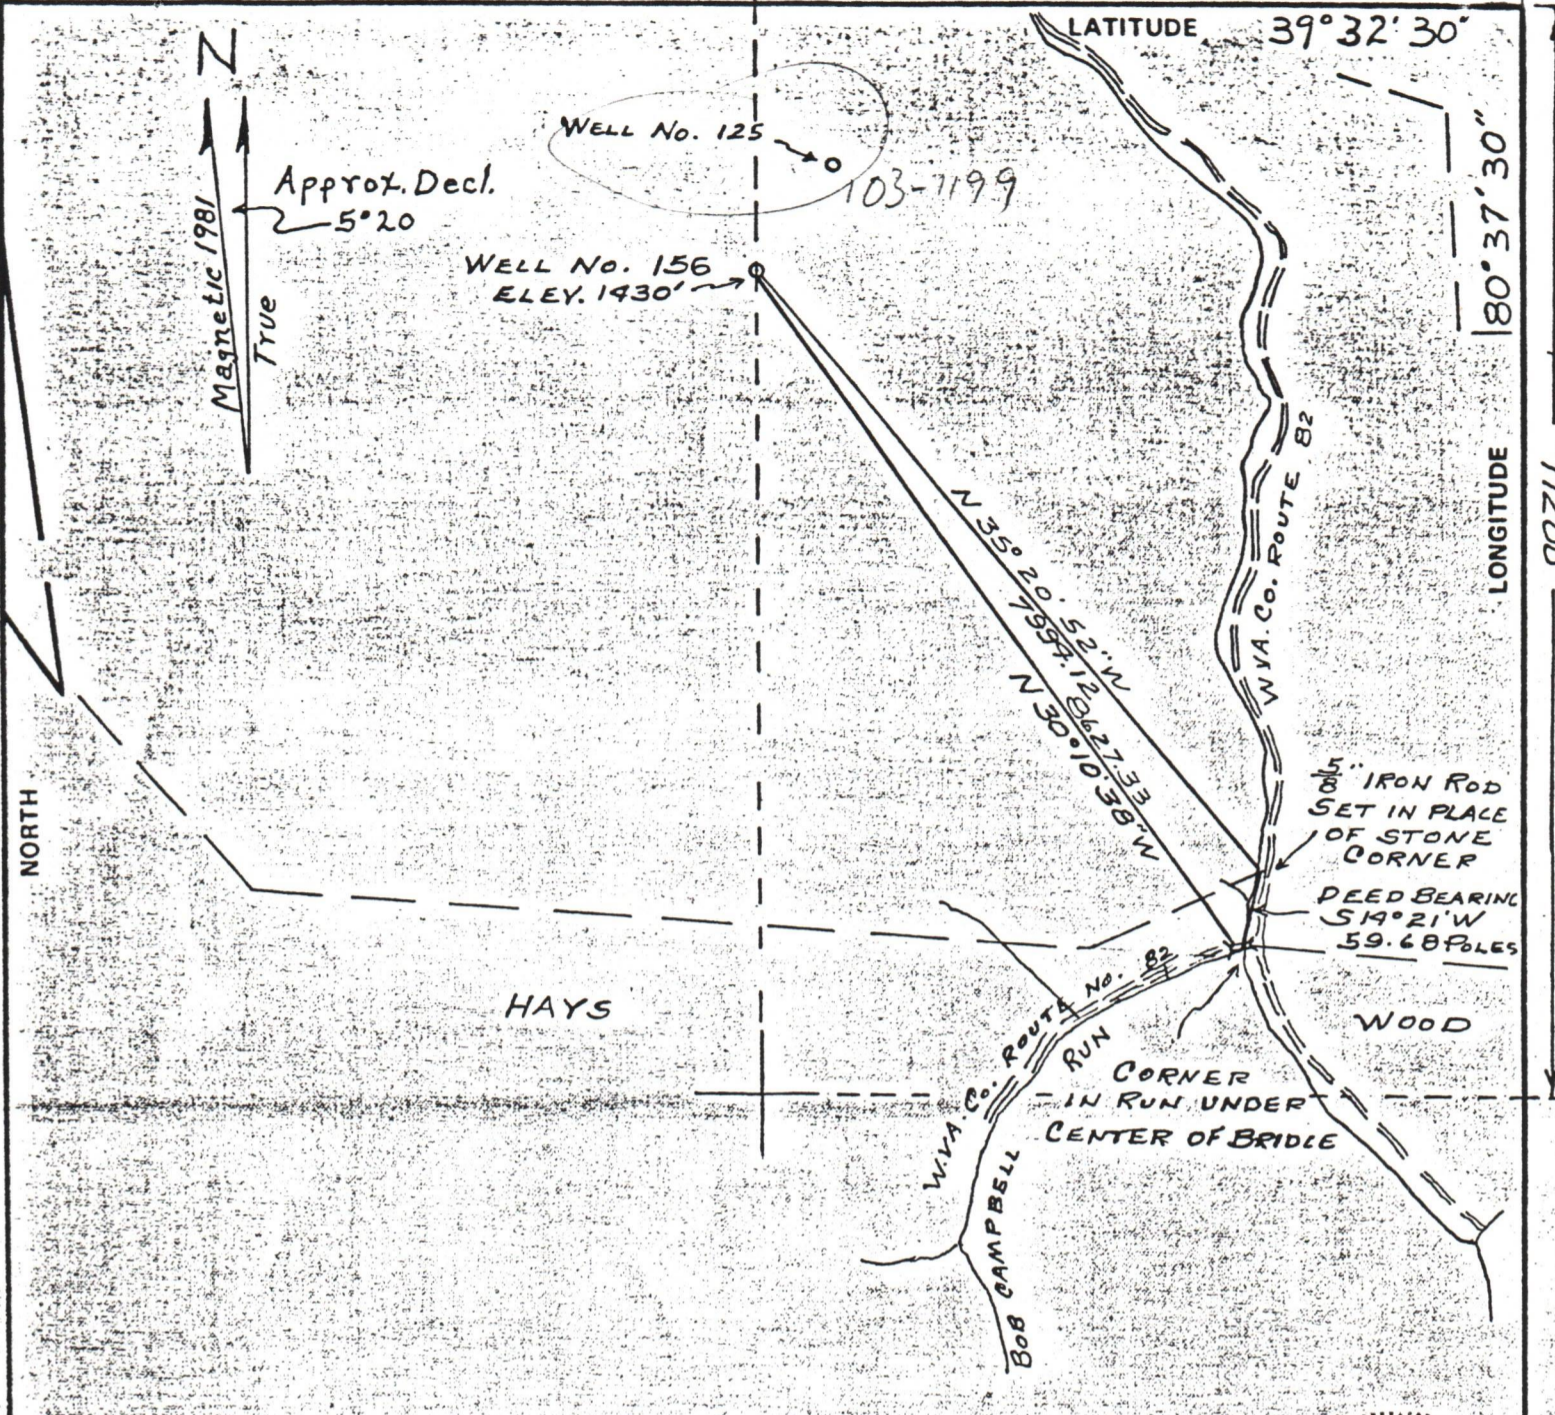 LATITUDE 39°32'30"
80°37'30"
LONGITUDE
N
Approx. Decl.
5°20
Magnetic 1981
True
WELL No. 125
103-1199
WELL No. 156
ELEV. 1430'
N 35° 20' 52" W
7994.12
8627.33
N 30° 10' 38" W
W.VA. Co. ROUTE 82
5/8" IRON ROD
SET IN PLACE
OF STONE
CORNER
DEED BEARING
S 14° 21' W
59.68 POLES
NORTH
HAYS
WOOD
W.VA. Co. ROUTE No. 82
BOB CAMPBELL RUN
CORNER
IN RUN UNDER
CENTER OF BRIDLE